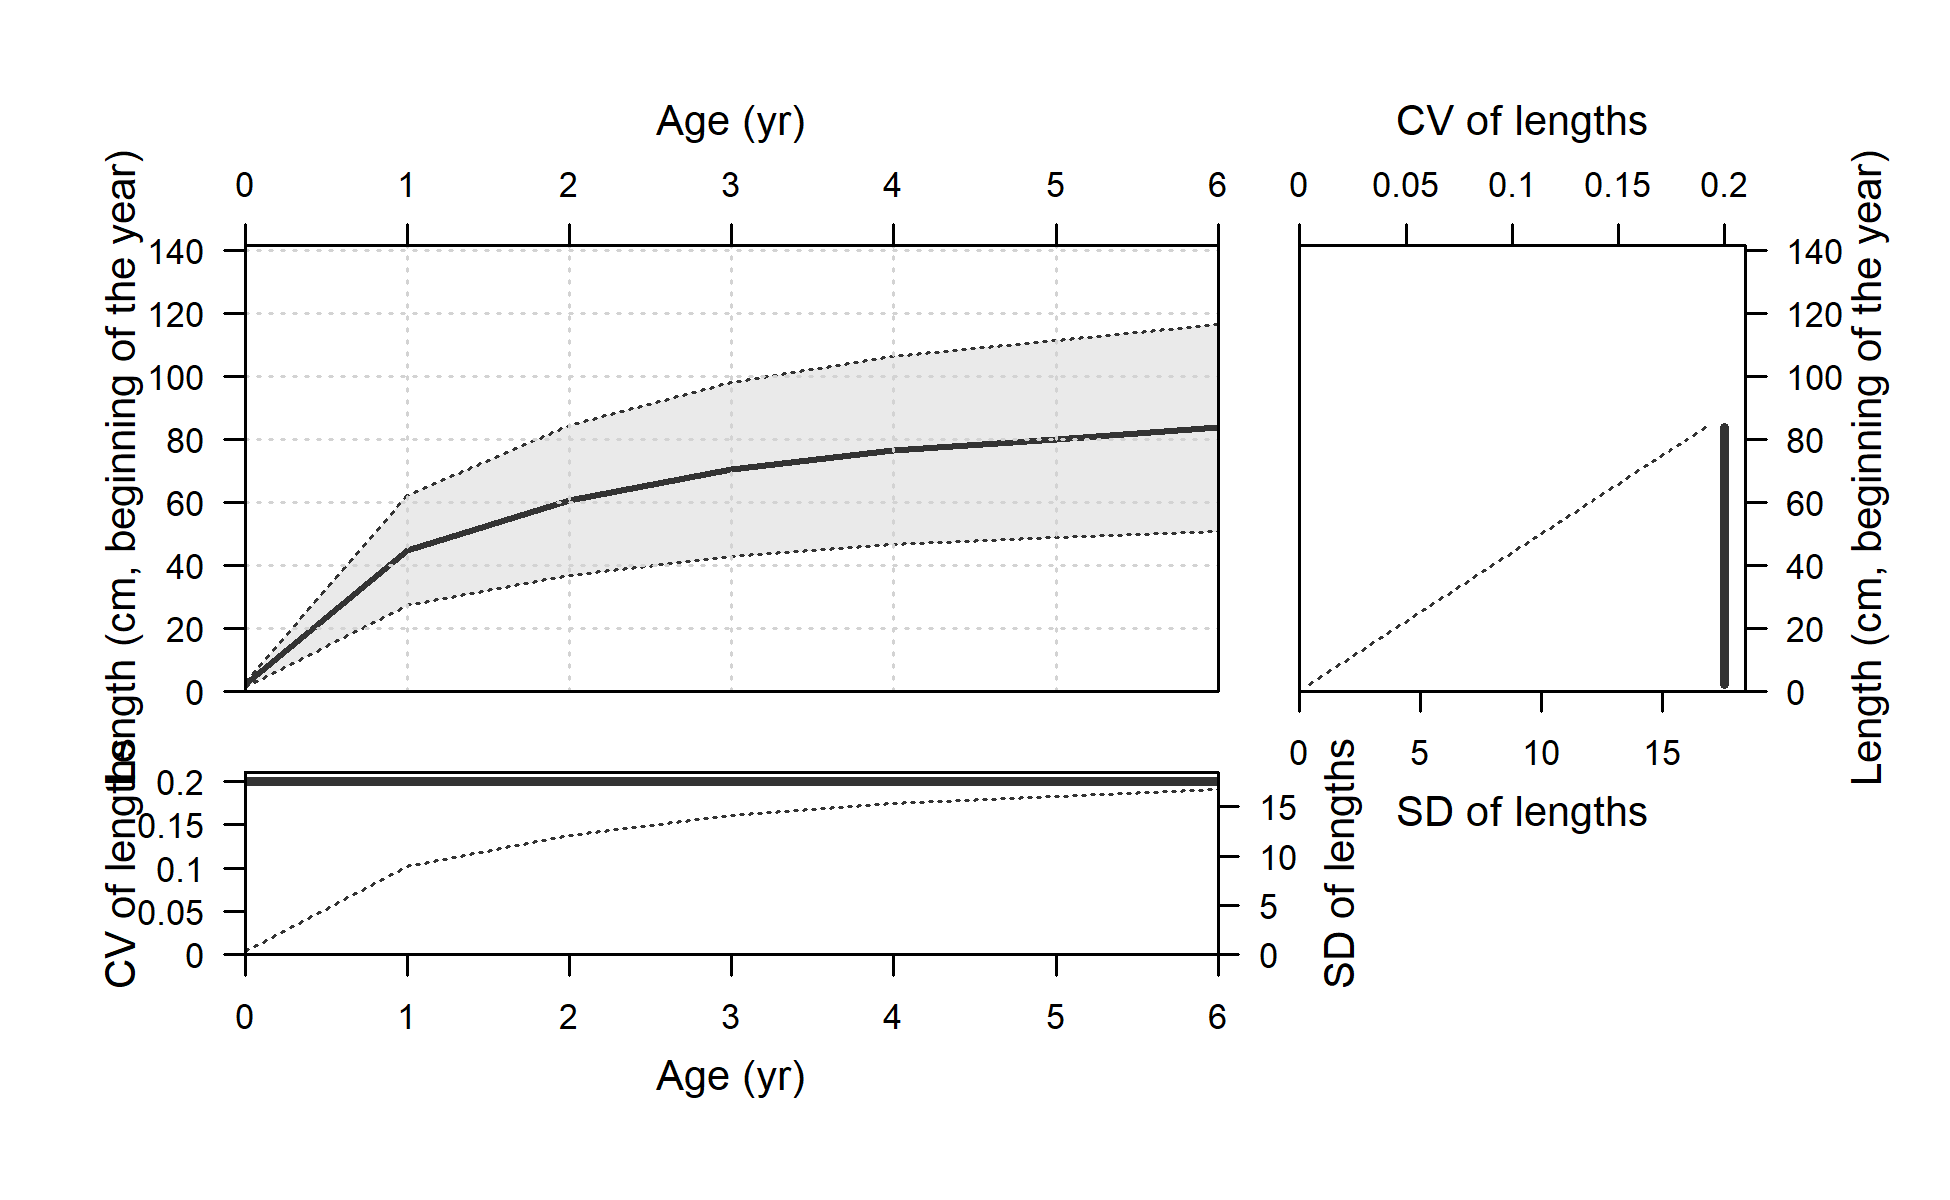 Age (yr)
CV of lengths
0 1 2 3 4 5 6
0 0.05 0.1 0.15 0.2
Length (cm, beginning of the year)
140
120
100
80
60
40
20
0
140
120
100
80
60
40
20
0
Length (cm, beginning of the year)
0 5 10 15
SD of lengths
CV of lengths
0.2
0.15
0.1
0.05
0
15
10
5
0
SD of lengths
0 1 2 3 4 5 6
Age (yr)